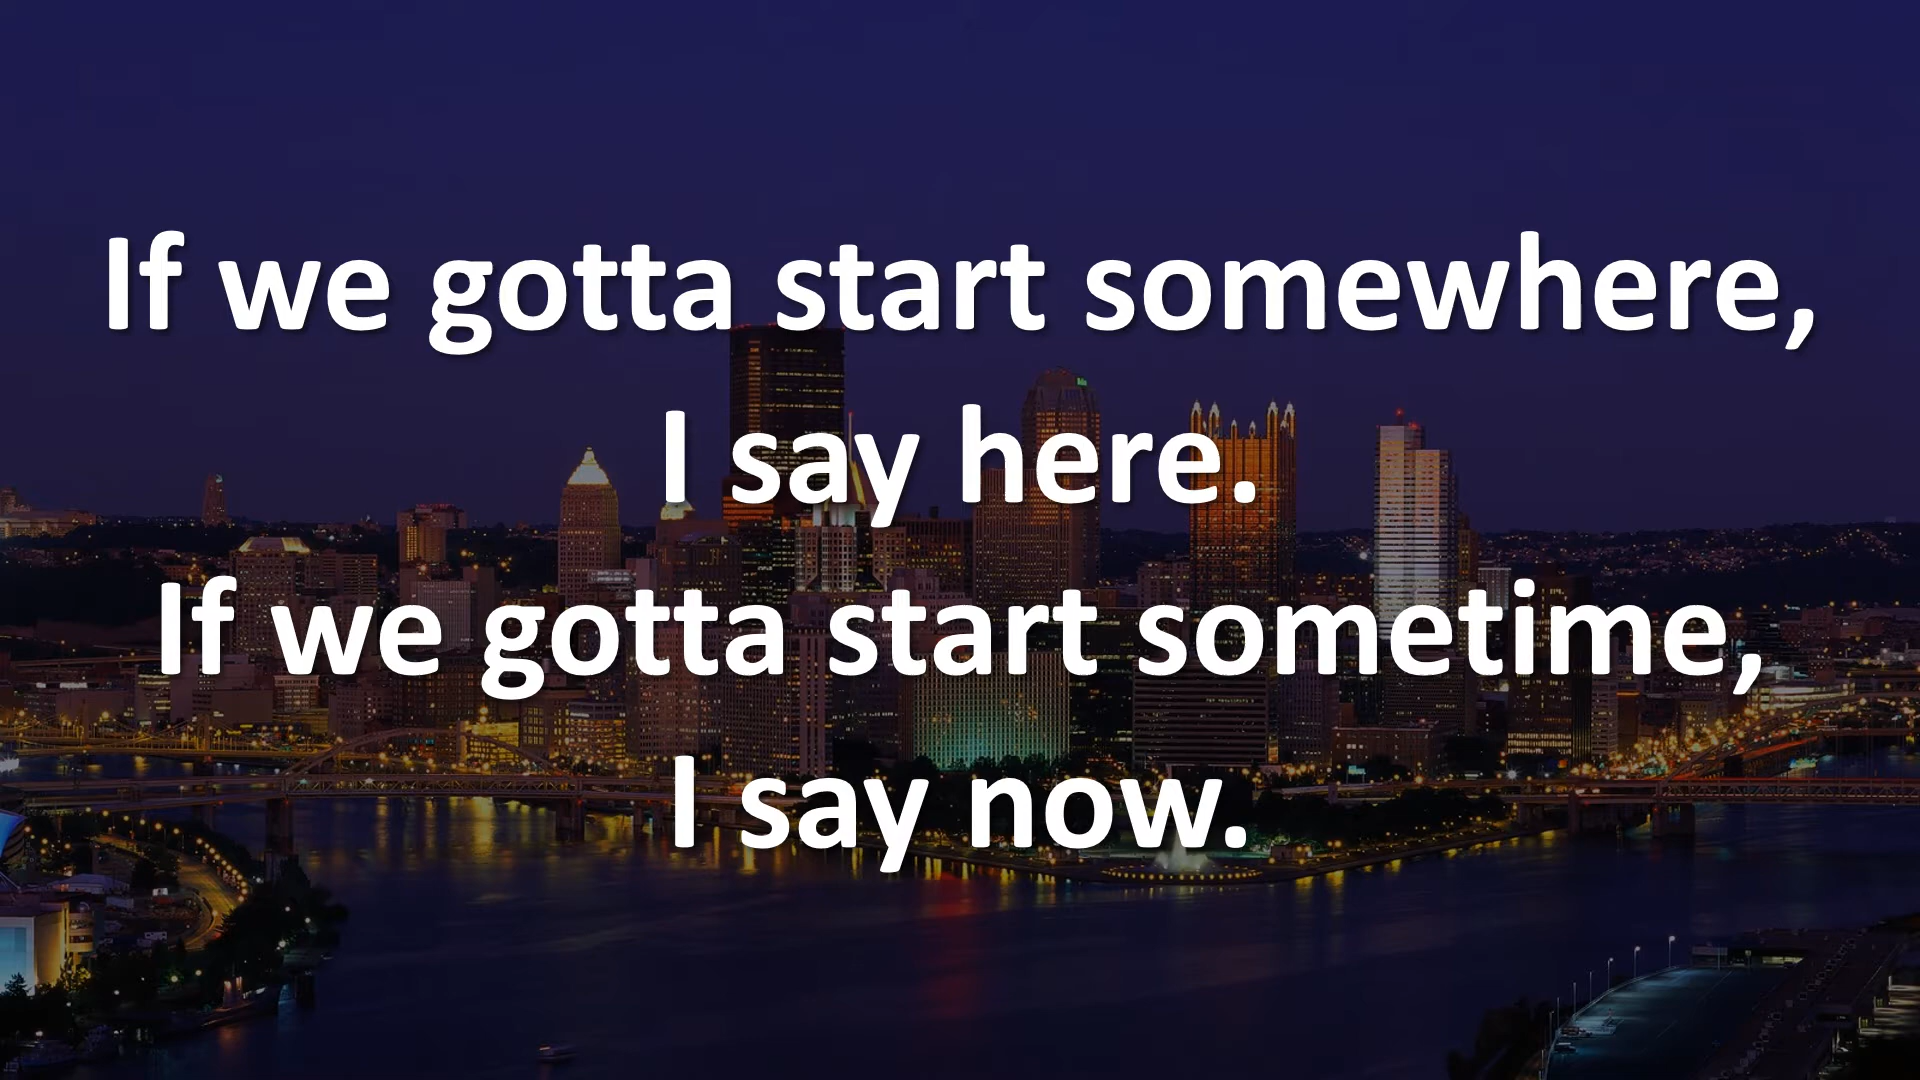 If we gotta start somewhere,
I say here.
If we gotta start sometime,
I say now.